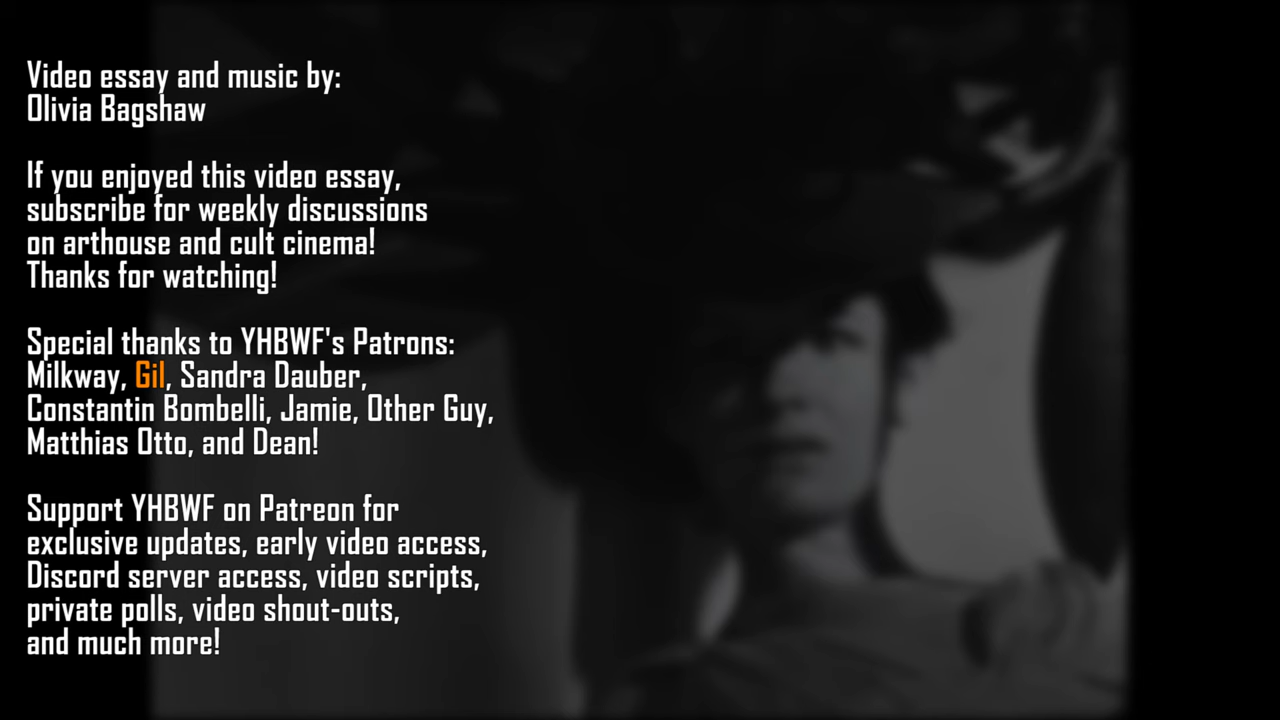 Video essay and music by:
Olivia Bagshaw
If you enjoyed this video essay,
subscribe for weekly discussions
on arthouse and cult cinema!
Thanks for watching!
Special thanks to YHBWF's Patrons:
Milkway, Gil, Sandra Dauber,
Constantin Bombelli, Jamie, Other Guy,
Matthias Otto, and Dean!
Support YHBWF on Patreon for
exclusive updates, early video access,
Discord server access, video scripts,
private polls, video shout-outs,
and much more!